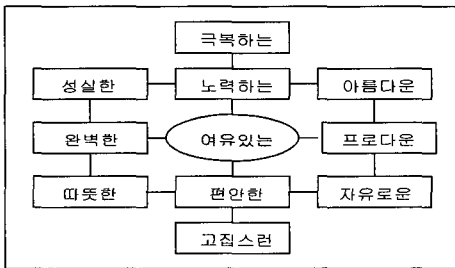 극복하는
성실한 노력하는 아름다운
완벽한 여유있는 프로다운
따뜻한 편안한 자유로운
고집스런